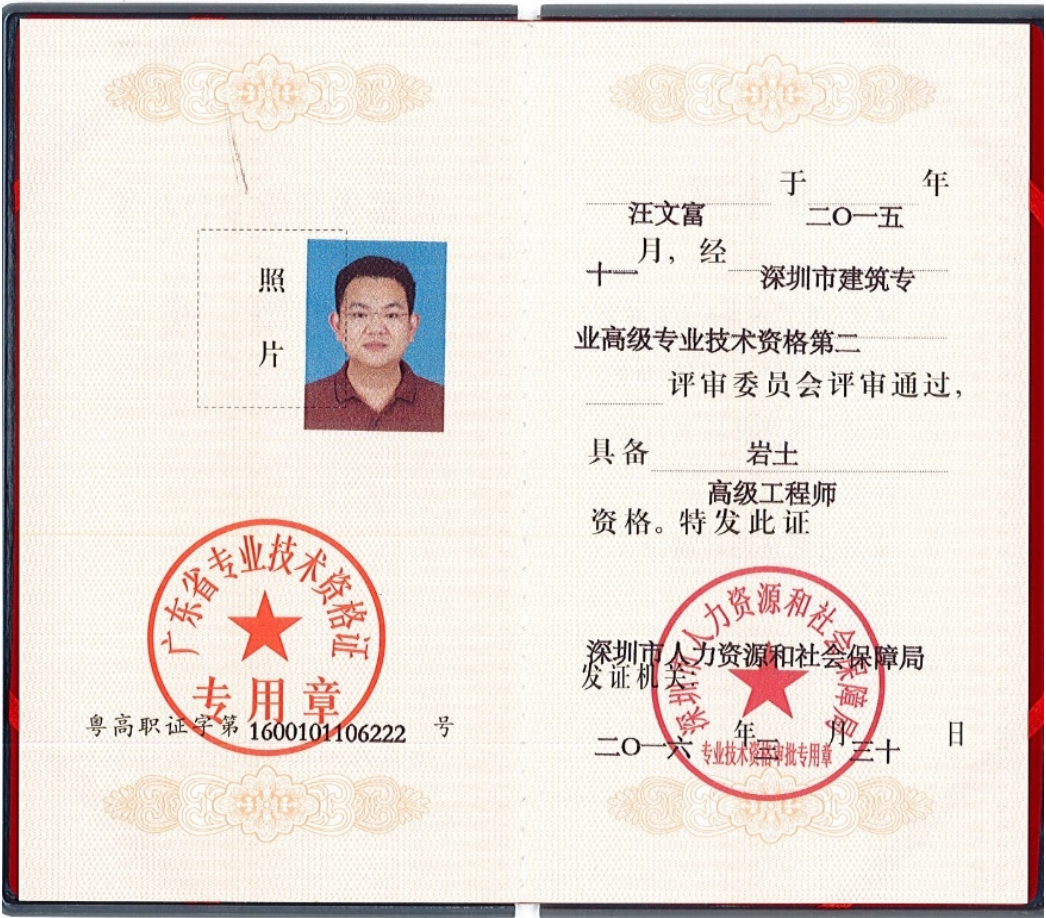 照
片
广东省专业技术资格证
专用章
粤高职证字第 1600101106222 号
汪文富 于 二〇一五 年
十一 月，经 深圳市建筑专
业高级专业技术资格第二
评审委员会评审通过，
具备 岩土
高级工程师
资格。特发此证
深圳市人力资源和社会保障局
深圳市人力资源和社会保障局
发证机关：
二〇一六 年 三 月 三十 日
专业技术资格审批专用章